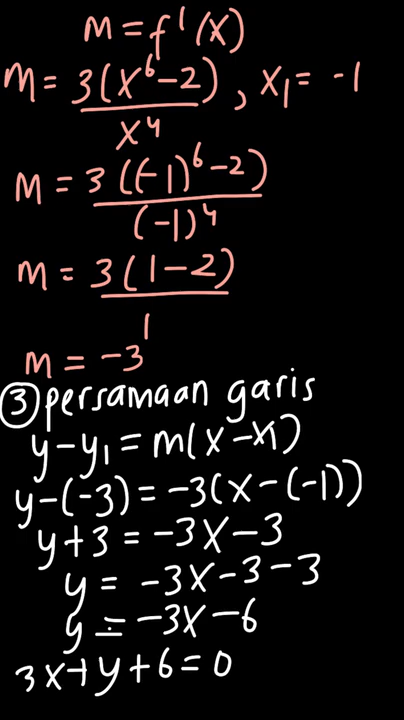 m = f'(x)
m = 3(x⁶-2)/x⁴, x₁ = -1
m = 3((-1)⁶-2)/(-1)⁴
m = 3(1-2)/1
m = -3
③ persamaan garis
y-y₁ = m(x-x₁)
y-(-3) = -3(x-(-1))
y+3 = -3x-3
y = -3x-3-3
y = -3x-6
3x+y+6=0